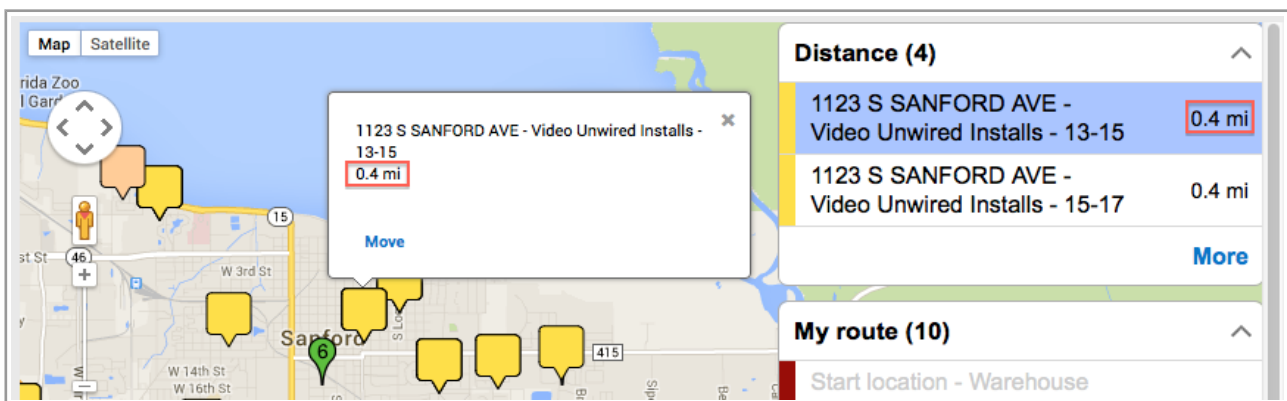 Map Satellite
rida Zoo
l Gard
1123 S SANFORD AVE - Video Unwired Installs -
13-15
0.4 mi
Move
15
st St
46
W 3rd St
Sanford
S Lo
6
415
W 14th St
W 16th St
Distance (4)
1123 S SANFORD AVE -
Video Unwired Installs - 13-15
0.4 mi
1123 S SANFORD AVE -
Video Unwired Installs - 15-17
0.4 mi
More
My route (10)
Start location - Warehouse